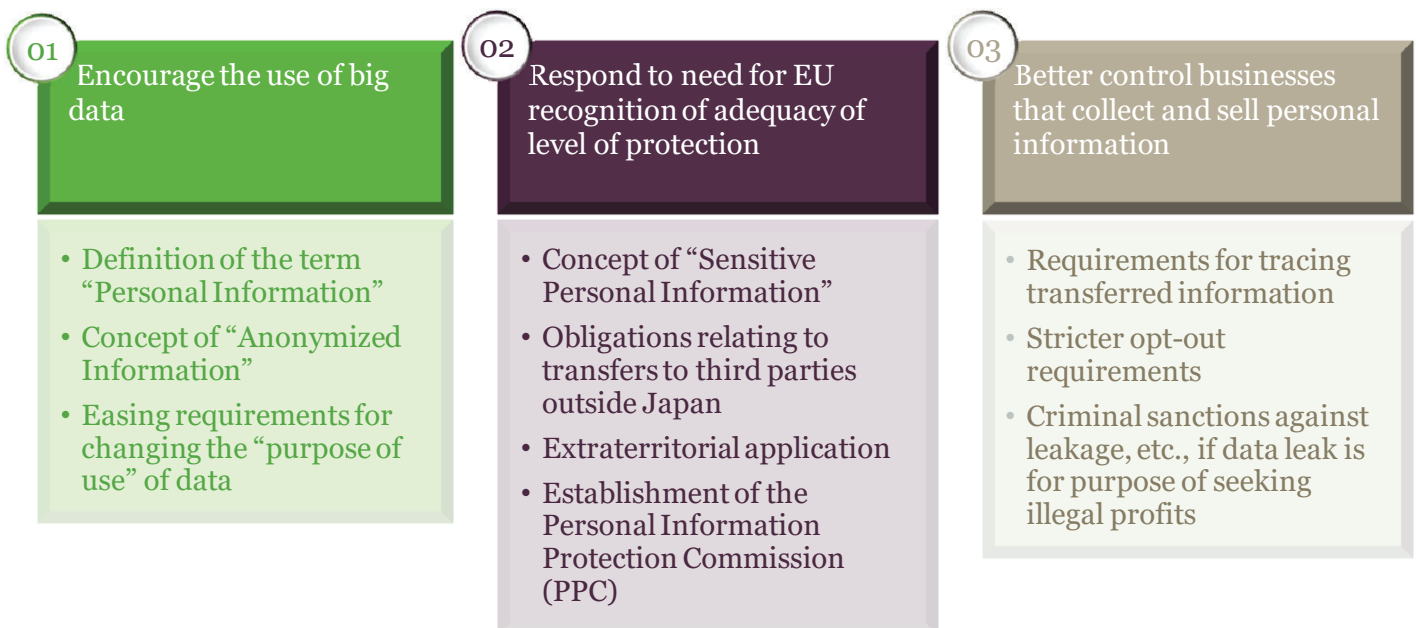 01
Encourage the use of big
data
• Definition of the term
“Personal Information”
• Concept of “Anonymized
Information”
• Easing requirements for
changing the “purpose of
use” of data
02
Respond to need for EU
recognition of adequacy of
level of protection
• Concept of “Sensitive
Personal Information”
• Obligations relating to
transfers to third parties
outside Japan
• Extraterritorial application
• Establishment of the
Personal Information
Protection Commission
(PPC)
03
Better control businesses
that collect and sell personal
information
• Requirements for tracing
transferred information
• Stricter opt-out
requirements
• Criminal sanctions against
leakage, etc., if data leak is
for purpose of seeking
illegal profits